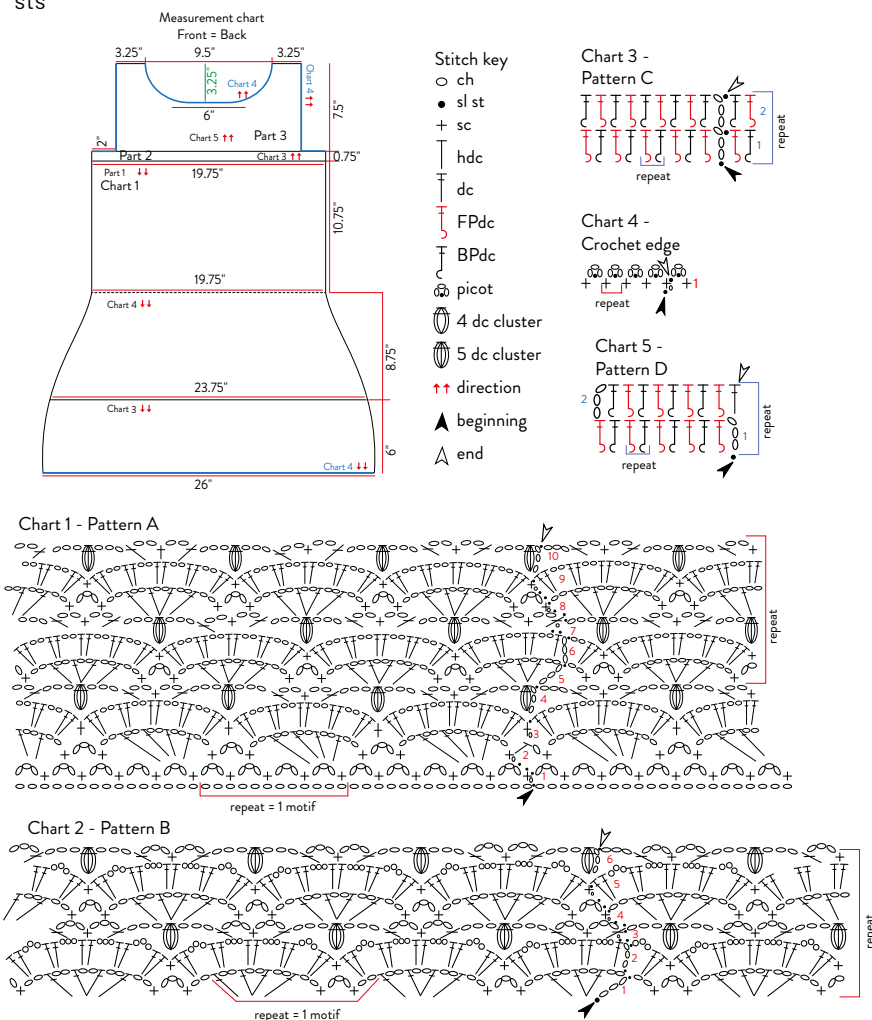 sts
Measurement chart
Front = Back
3.25" 9.5" 3.25"
3.25"
Chart 4
Chart 4
6"
7.5"
Chart 5 Part 3
2"
Part 2 Chart 3 0.75"
Part 1 19.75"
Chart 1
10.75"
19.75"
Chart 4
8.75"
23.75"
Chart 3
6"
Chart 4
26"
Stitch key
ch
sl st
sc
hdc
dc
FPdc
BPdc
picot
4 dc cluster
5 dc cluster
direction
beginning
end
Chart 3 -
Pattern C
2
1
repeat
repeat
Chart 4 -
Crochet edge
1
repeat
Chart 5 -
Pattern D
2
1
repeat
repeat
Chart 1 - Pattern A
10
9
8
7
6
5
4
3
2
1
repeat
repeat = 1 motif
Chart 2 - Pattern B
6
5
4
3
2
1
repeat
repeat = 1 motif